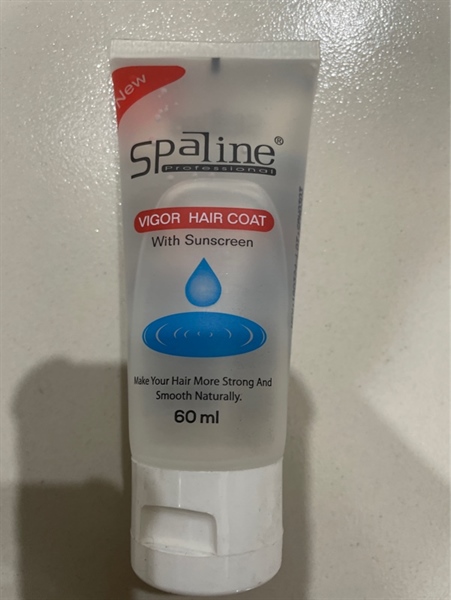 New
Spaline®
Professional
VIGOR HAIR COAT
With Sunscreen
Make Your Hair More Strong And
Smooth Naturally.
60 ml